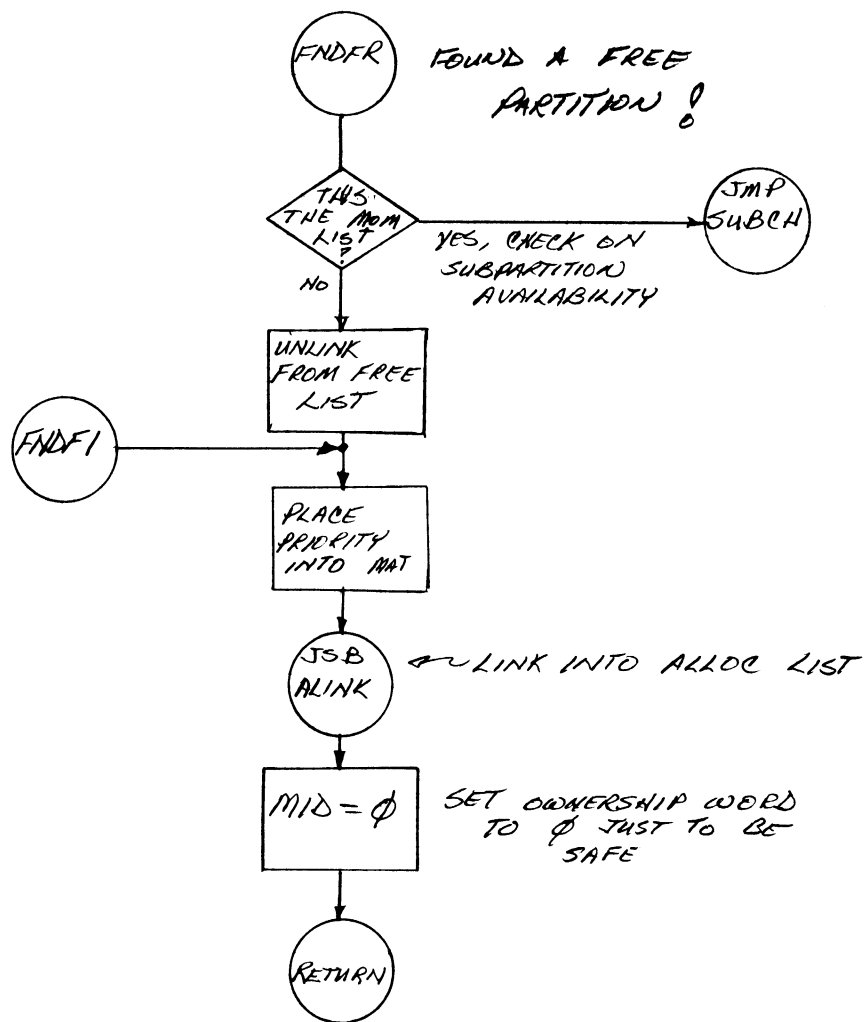 FNDFR
FOUND A FREE
PARTITION!
THIS
THE MOM
LIST
?
YES, CHECK ON
SUBPARTITION
AVAILABILITY
JMP
SUBCH
NO
UNLINK
FROM FREE
LIST
FNDF1
PLACE
PRIORITY
INTO MAT
JSB
ALINK
LINK INTO ALLOC LIST
MID = Ø
SET OWNERSHIP WORD
TO Ø JUST TO BE
SAFE
RETURN